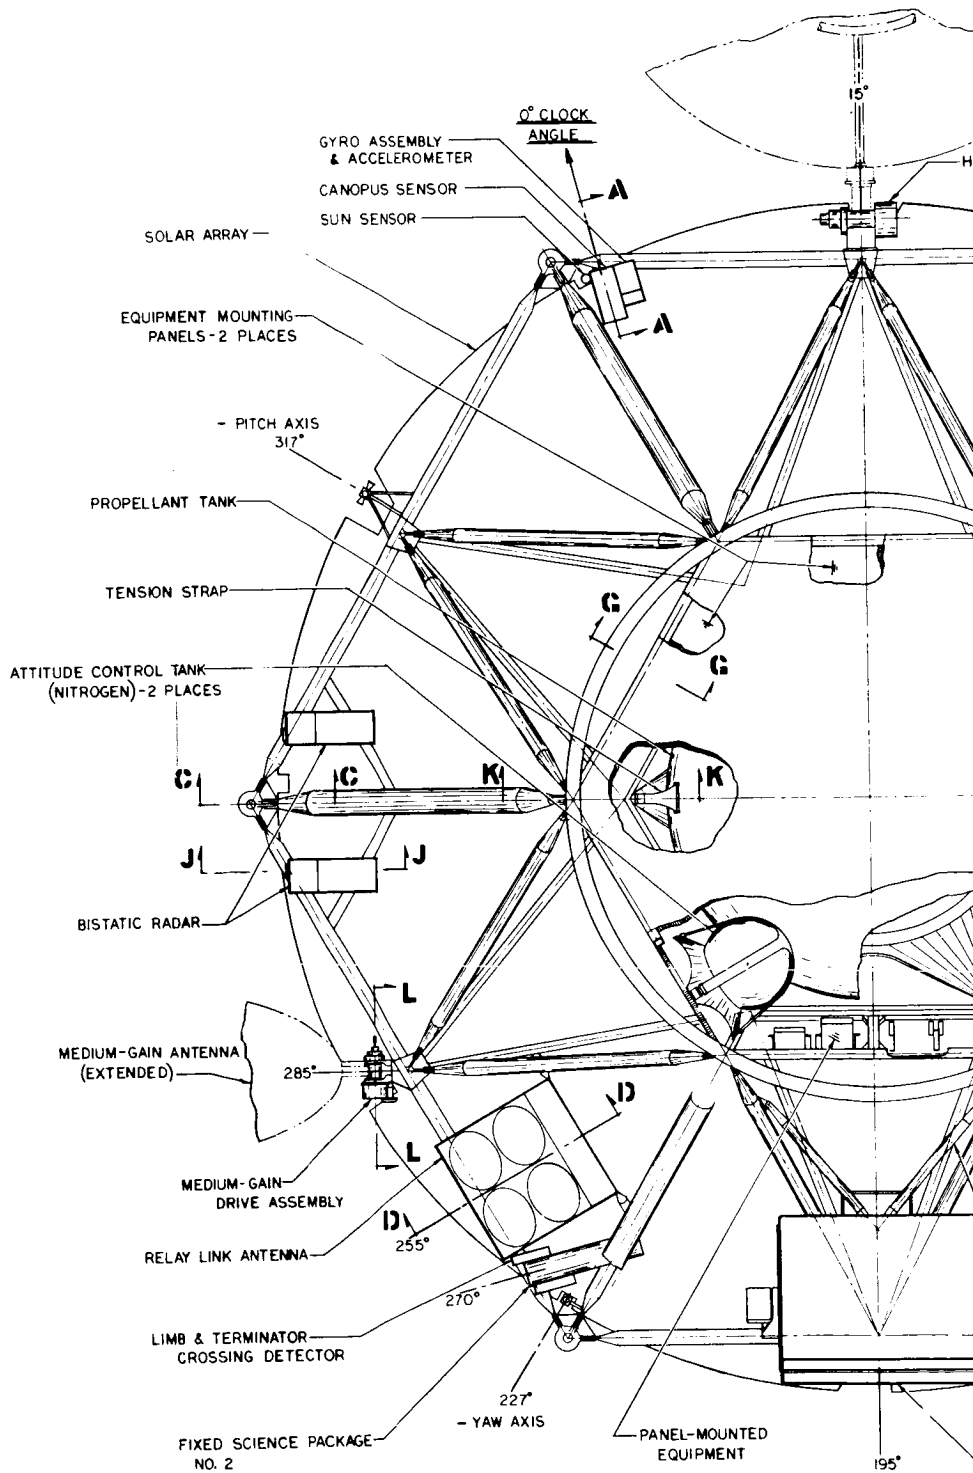 15°
0° CLOCK
ANGLE
GYRO ASSEMBLY
& ACCELEROMETER
H
A
CANOPUS SENSOR
SUN SENSOR
SOLAR ARRAY
EQUIPMENT MOUNTING
PANELS-2 PLACES
A
- PITCH AXIS
317°
PROPELLANT TANK
TENSION STRAP
G
G
ATTITUDE CONTROL TANK
(NITROGEN)-2 PLACES
C
C
K
K
J
J
BISTATIC RADAR
L
MEDIUM-GAIN ANTENNA
(EXTENDED)
285°
D
L
MEDIUM-GAIN
DRIVE ASSEMBLY
D
255°
RELAY LINK ANTENNA
270°
LIMB & TERMINATOR
CROSSING DETECTOR
227°
- YAW AXIS
FIXED SCIENCE PACKAGE
NO. 2
PANEL-MOUNTED
EQUIPMENT
195°